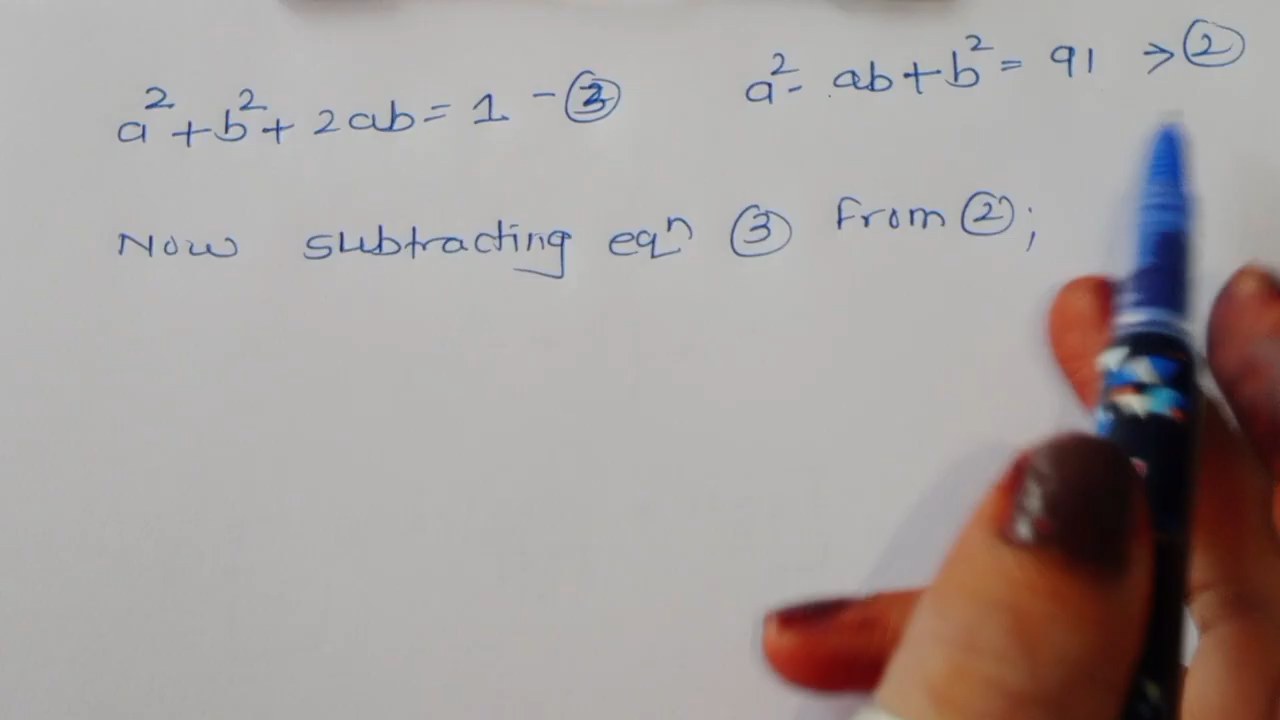 a² + b² + 2ab = 1 - ③ a² - ab + b² = 91 → ②
Now subtracting eqⁿ ③ From ②;